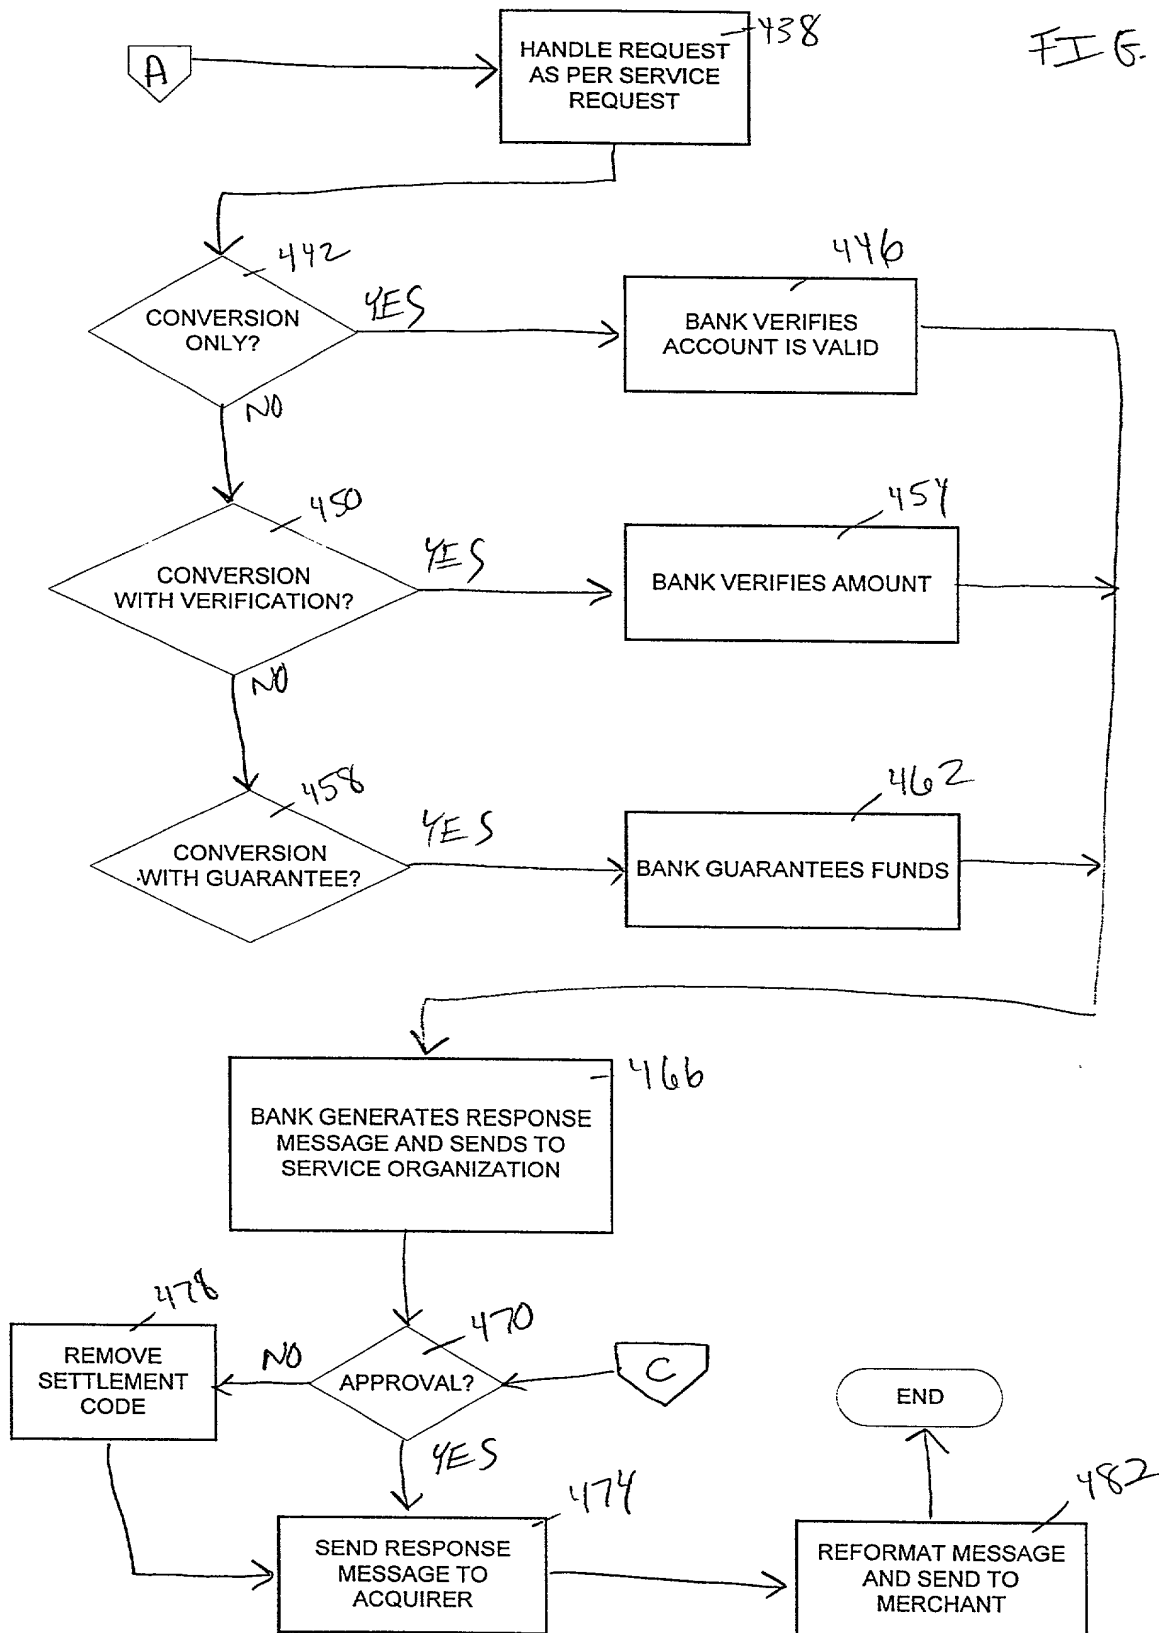 438
FIG.
A
HANDLE REQUEST
AS PER SERVICE
REQUEST
442
446
CONVERSION
ONLY?
YES
BANK VERIFIES
ACCOUNT IS VALID
NO
450
454
CONVERSION
WITH VERIFICATION?
YES
BANK VERIFIES AMOUNT
NO
458
462
CONVERSION
WITH GUARANTEE?
YES
BANK GUARANTEES FUNDS
466
BANK GENERATES RESPONSE
MESSAGE AND SENDS TO
SERVICE ORGANIZATION
478
470
REMOVE
SETTLEMENT
CODE
NO
APPROVAL?
C
END
YES
474
482
SEND RESPONSE
MESSAGE TO
ACQUIRER
REFORMAT MESSAGE
AND SEND TO
MERCHANT